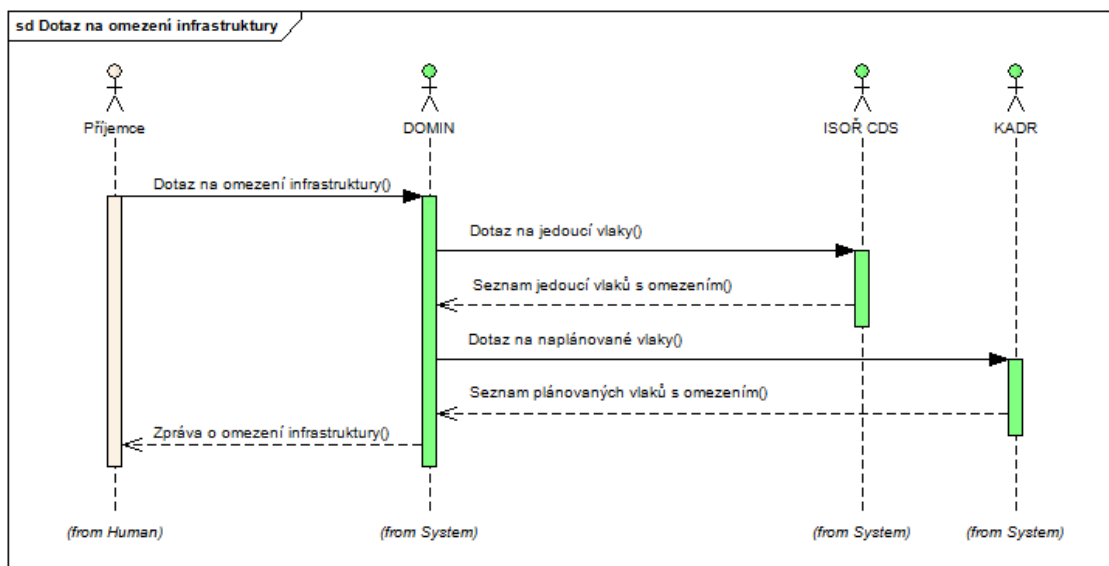 sd Dotaz na omezení infrastruktury
Příjemce
DOMIN
ISOŘ CDS
KADR
Dotaz na omezení infrastruktury()
Dotaz na jedoucí vlaky()
Seznam jedoucí vlaků s omezením()
Dotaz na naplánované vlaky()
Seznam plánovaných vlaků s omezením()
Zpráva o omezení infrastruktury()
(from Human)
(from System)
(from System)
(from System)